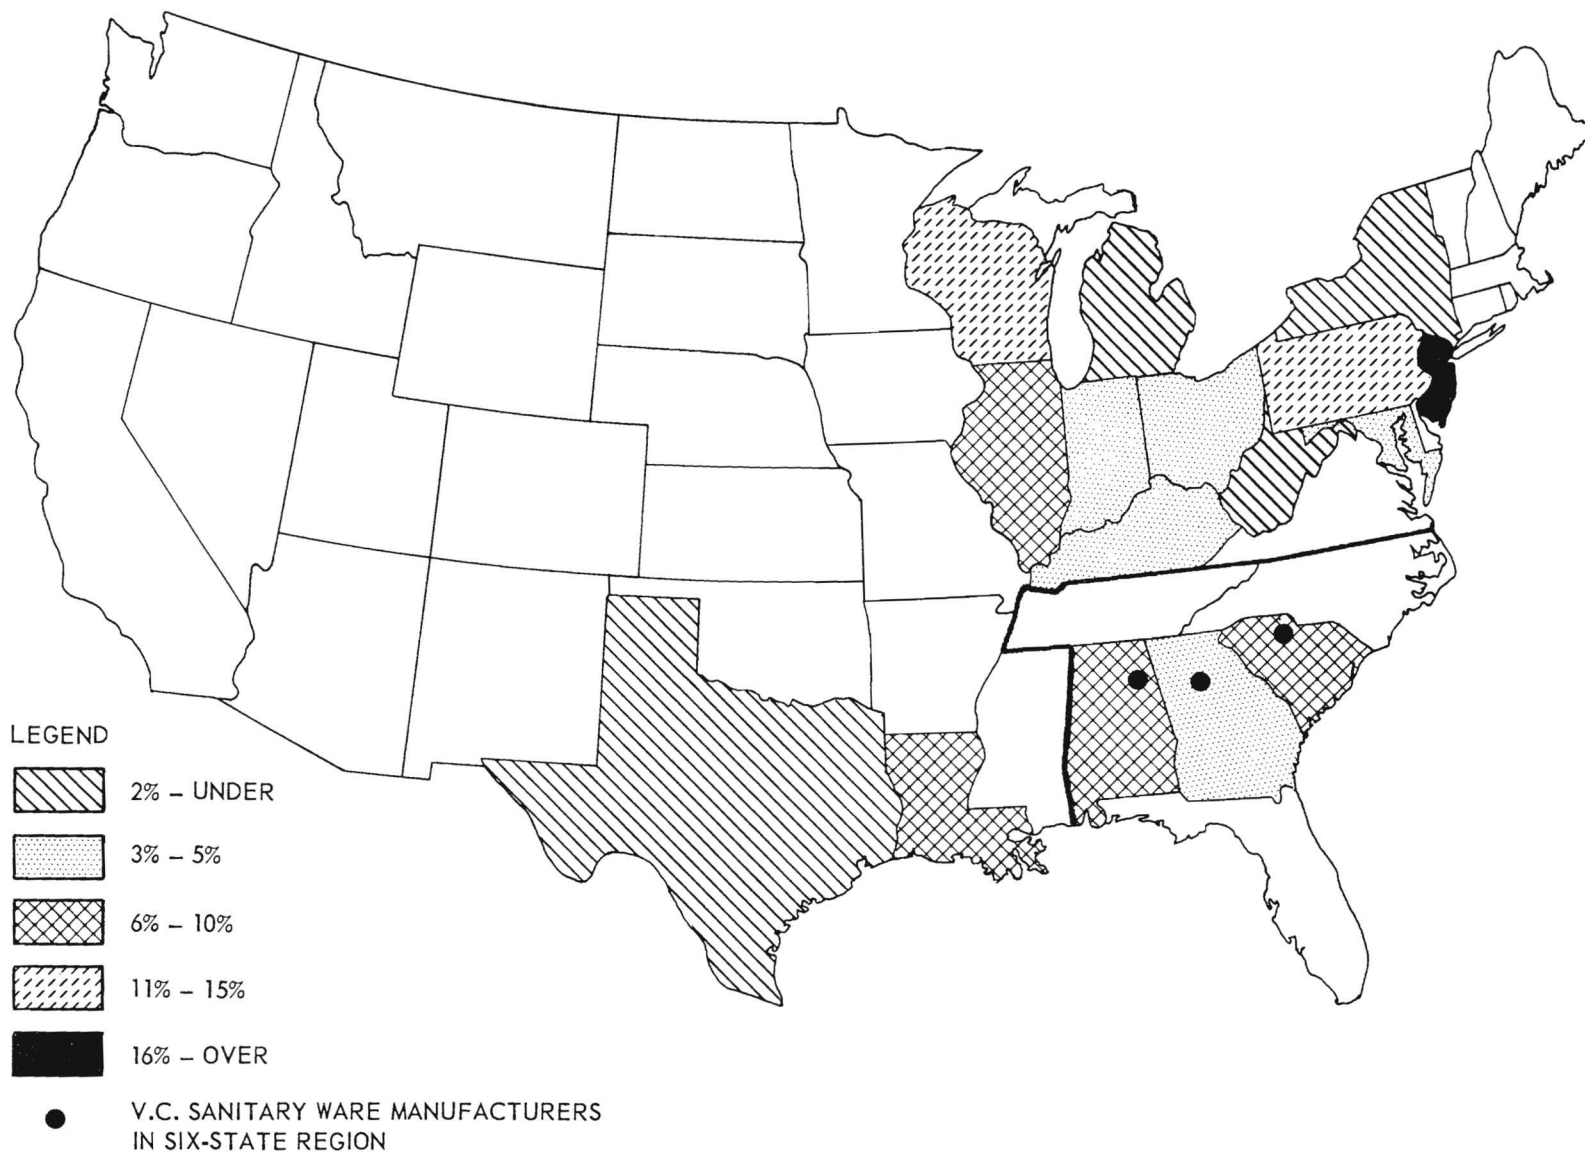 LEGEND
2% – UNDER
3% – 5%
6% – 10%
11% – 15%
16% – OVER
V.C. SANITARY WARE MANUFACTURERS
IN SIX-STATE REGION